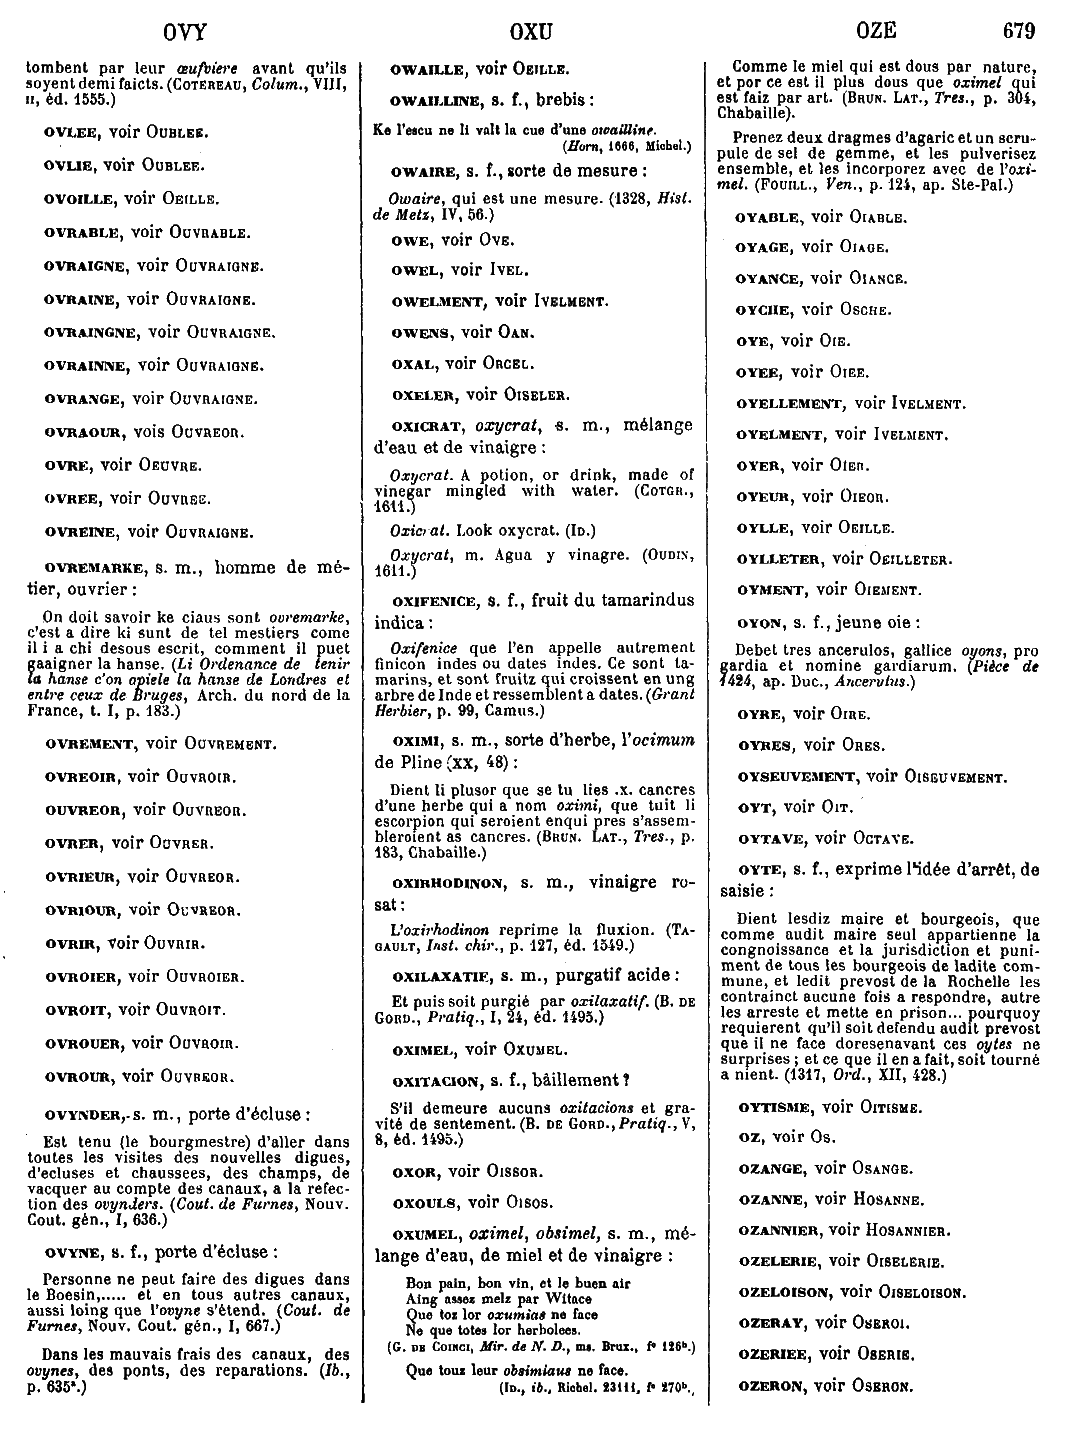 OVY OXU OZE 679
tombent par leur œufviere avant qu'ils
soyent demi faicts. (COTEREAU, Colum., VIII,
II, éd. 1555.)
OVLEE, voir OUBLEE.
OVLIE, voir OUBLEE.
OVOILLE, voir OEILLE.
OVRABLE, voir OUVRABLE.
OVRAIGNE, voir OUVRAIGNE.
OVRAINE, voir OUVRAIGNE.
OVRAINGNE, voir OUVRAIGNE.
OVRAINNE, voir OUVRAIGNE.
OVRANGE, voir OUVRAIGNE.
OVRAOUR, vois OUVREOR.
OVRE, voir OEUVRE.
OVREE, voir OUVREE.
OVREINE, voir OUVRAIGNE.
OVREMARKE, s. m., homme de mé-
tier, ouvrier :
On doit savoir ke ciaus sont ovremarke,
c'est a dire ki sunt de tel mestiers come
il i a chi desous escrit, comment il puet
gaaigner la hanse. (Li Ordenance de tenir
la hanse c'on apiele la hanse de Londres et
entre ceux de Bruges, Arch. du nord de la
France, t. I, p. 183.)
OVREMENT, voir OUVREMENT.
OVREOIR, voir OUVROIR.
OUVREOR, voir OUVREOR.
OVRER, voir OUVRER.
OVRIEUR, voir OUVREOR.
OVRIOUR, voir OUVREOR.
OVRIR, voir OUVRIR.
OVROIER, voir OUVROIER.
OVROIT, voir OUVROIT.
OVROUER, voir OUVROIR.
OVROUR, voir OUVREOR.
OVYNDER, s. m., porte d'écluse :
Est tenu (le bourgmestre) d'aller dans
toutes les visites des nouvelles digues,
d'ecluses et chaussees, des champs, de
vacquer au compte des canaux, a la refec-
tion des ovynders. (Cout. de Furnes, Nouv.
Cout. gén., I, 636.)
OVYNE, s. f., porte d'écluse :
Personne ne peut faire des digues dans
le Boesin,..... et en tous autres canaux,
aussi loing que l'ovyne s'étend. (Cout. de
Furnes, Nouv. Cout. gén., I, 667.)
Dans les mauvais frais des canaux, des
ovynes, des ponts, des reparations. (Ib.,
p. 635ª.)
OWAILLE, voir OEILLE.
OWAILLINE, s. f., brebis :
Ke l'escu ne li valt la cue d'une owailline.
(Horn, 1666, Michel.)
OWAIRE, s. f., sorte de mesure :
Owaire, qui est une mesure. (1328, Hist.
de Metz, IV, 56.)
OWE, voir OVE.
OWEL, voir IVEL.
OWELMENT, voir IVELMENT.
OWENS, voir OAN.
OXAL, voir ORCEL.
OXELER, voir OISELER.
OXICRAT, oxycrat, s. m., mélange
d'eau et de vinaigre :
Oxycrat. A potion, or drink, made of
vinegar mingled with water. (COTGR.,
1611.)
Oxicrat. Look oxycrat. (ID.)
Oxycrat, m. Agua y vinagre. (OUDIN,
1611.)
OXIFENICE, s. f., fruit du tamarindus
indica :
Oxifenice que l'en appelle autrement
finicon indes ou dates indes. Ce sont ta-
marins, et sont fruitz qui croissent en ung
arbre de Inde et ressemblent a dates. (Grant
Herbier, p. 99, Camus.)
OXIMI, s. m., sorte d'herbe, l'ocimum
de Pline (XX, 48) :
Dient li plusor que se tu lies .x. cancres
d'une herbe qui a nom oximi, que tuit li
escorpion qui seroient enqui pres s'assem-
bleroient as cancres. (BRUN. LAT., Tres., p.
183, Chabaille.)
OXIRHODINON, s. m., vinaigre ro-
sat :
L'oxirhodinon reprime la fluxion. (TA-
GAULT, Inst. chir., p. 127, éd. 1549.)
OXILAXATIF, s. m., purgatif acide :
Et puis soit purgié par oxilaxatif. (B. DE
GORD., Pratiq., I, 24, éd. 1495.)
OXIMEL, voir OXUMEL.
OXITACION, s. f., bâillement ?
S'il demeure aucuns oxitacions et gra-
vité de sentement. (B. DE GORD., Pratiq., V,
8, éd. 1495.)
OXOR, voir OISSOR.
OXOULS, voir OISOS.
OXUMEL, oximel, obsimel, s. m., mé-
lange d'eau, de miel et de vinaigre :
Bon pain, bon vin, et le buen air
Aing assez melz par Witace
Que toz lor oxumias ne face
Ne que totes lor herbolees.
(G. DE COINCI, Mir. de N. D., ms. Brux., fº 126ᵇ.)
Que touz leur obsimiaus ne face.
(ID., ib., Richel. 23111, fº 270ᵇ.,
Comme le miel qui est dous par nature,
et por ce est il plus dous que oximel qui
est faiz par art. (BRUN. LAT., Tres., p. 304,
Chabaille).
Prenez deux dragmes d'agaric et un scru-
pule de sel de gemme, et les pulverisez
ensemble, et les incorporez avec de l'oxi-
mel. (FOUILL., Ven., p. 124, ap. Ste-Pal.)
OYABLE, voir OIABLE.
OYAGE, voir OIAGE.
OYANCE, voir OIANCE.
OYCHE, voir OSCHE.
OYE, voir OIE.
OYEE, voir OIEE.
OYELLEMENT, voir IVELMENT.
OYELMENT, voir IVELMENT.
OYER, voir OIER.
OYEUR, voir OIEOR.
OYLLE, voir OEILLE.
OYLLETER, voir OEILLETER.
OYMENT, voir OIEMENT.
OYON, s. f., jeune oie :
Debet tres ancerulos, gallice oyons, pro
gardia et nomine gardiarum. (Pièce de
1424, ap. Duc., Ancerulus.)
OYRE, voir OIRE.
OYRES, voir ORES.
OYSEUVEMENT, voir OISEUVEMENT.
OYT, voir OIT.
OYTAVE, voir OCTAVE.
OYTE, s. f., exprime l'idée d'arrêt, de
saisie :
Dient lesdiz maire et bourgeois, que
comme audit maire seul appartienne la
congnoissance et la jurisdiction et puni-
ment de tous les bourgeois de ladite com-
mune, et ledit prevost de la Rochelle les
contrainct aucune fois a respondre, autre
les arreste et mette en prison... pourquoy
requierent qu'il soit defendu audit prevost
que il ne face doresenavant ces oytes ne
surprises ; et ce que il en a fait, soit tourné
a nient. (1317, Ord., XII, 428.)
OYTISME, voir OITISME.
OZ, voir OS.
OZANGE, voir OSANGE.
OZANNE, voir HOSANNE.
OZANNIER, voir HOSANNIER.
OZELERIE, voir OISELERIE.
OZELOISON, voir OISELOISON.
OZERAY, voir OSEROI.
OZERIEE, voir OSERIE.
OZERON, voir OSERON.